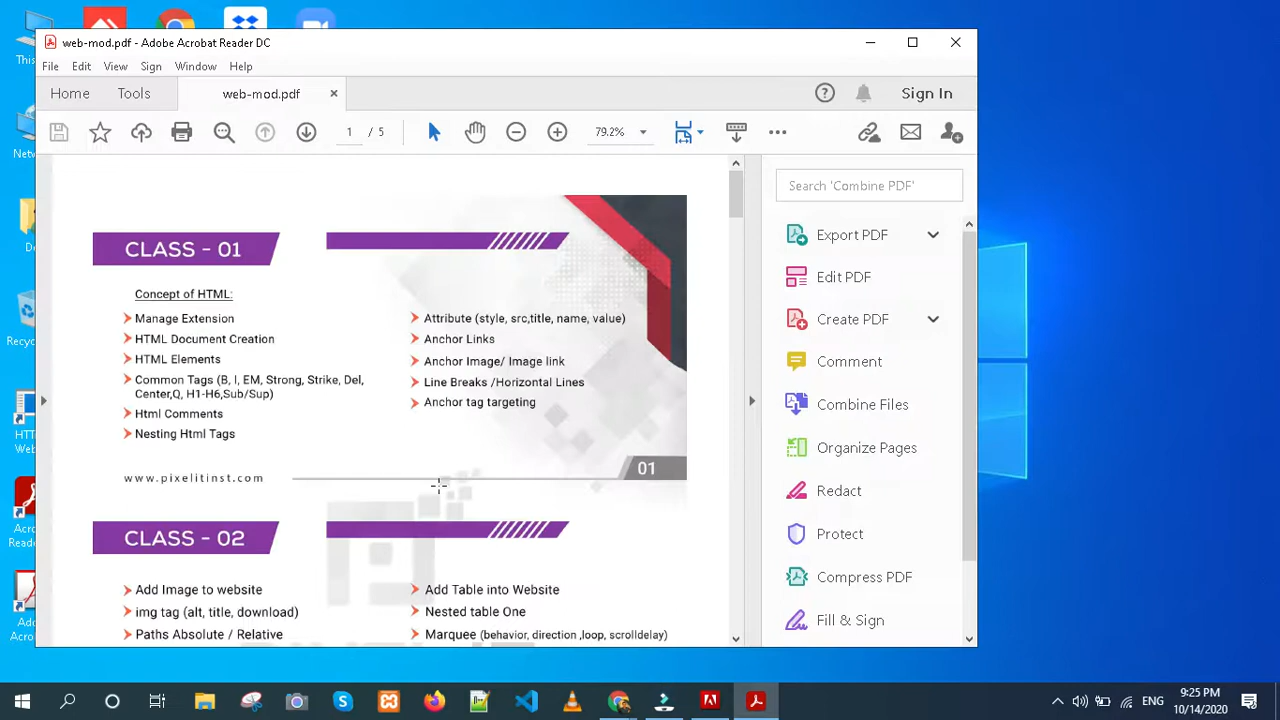 web-mod.pdf - Adobe Acrobat Reader DC
File Edit View Sign Window Help
Home Tools web-mod.pdf × Sign In
1 / 5 79.2%
Search 'Combine PDF'
Export PDF
Edit PDF
Create PDF
Comment
Combine Files
Organize Pages
Redact
Protect
Compress PDF
Fill & Sign
CLASS - 01
Concept of HTML:
Manage Extension
HTML Document Creation
HTML Elements
Common Tags (B, I, EM, Strong, Strike, Del,
Center,Q, H1-H6,Sub/Sup)
Html Comments
Nesting Html Tags
Attribute (style, src,title, name, value)
Anchor Links
Anchor Image/ Image link
Line Breaks /Horizontal Lines
Anchor tag targeting
www.pixelitinst.com
01
CLASS - 02
Add Image to website
img tag (alt, title, download)
Paths Absolute / Relative
Add Table into Website
Nested table One
Marquee (behavior, direction ,loop, scrolldelay)
ENG
9:25 PM
10/14/2020